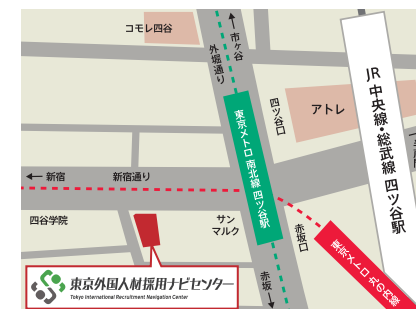 コモレ四谷
外堀通り
市ヶ谷
四ツ谷口
アトレ
JR 中央線・総武線 四ツ谷駅
東京メトロ 南北線 四ツ谷駅
新宿
新宿通り
四谷学院
サン
マルク
赤坂口
東京メトロ 丸の内線
赤坂
東京外国人材採用ナビセンター
Tokyo International Recruitment Navigation Center